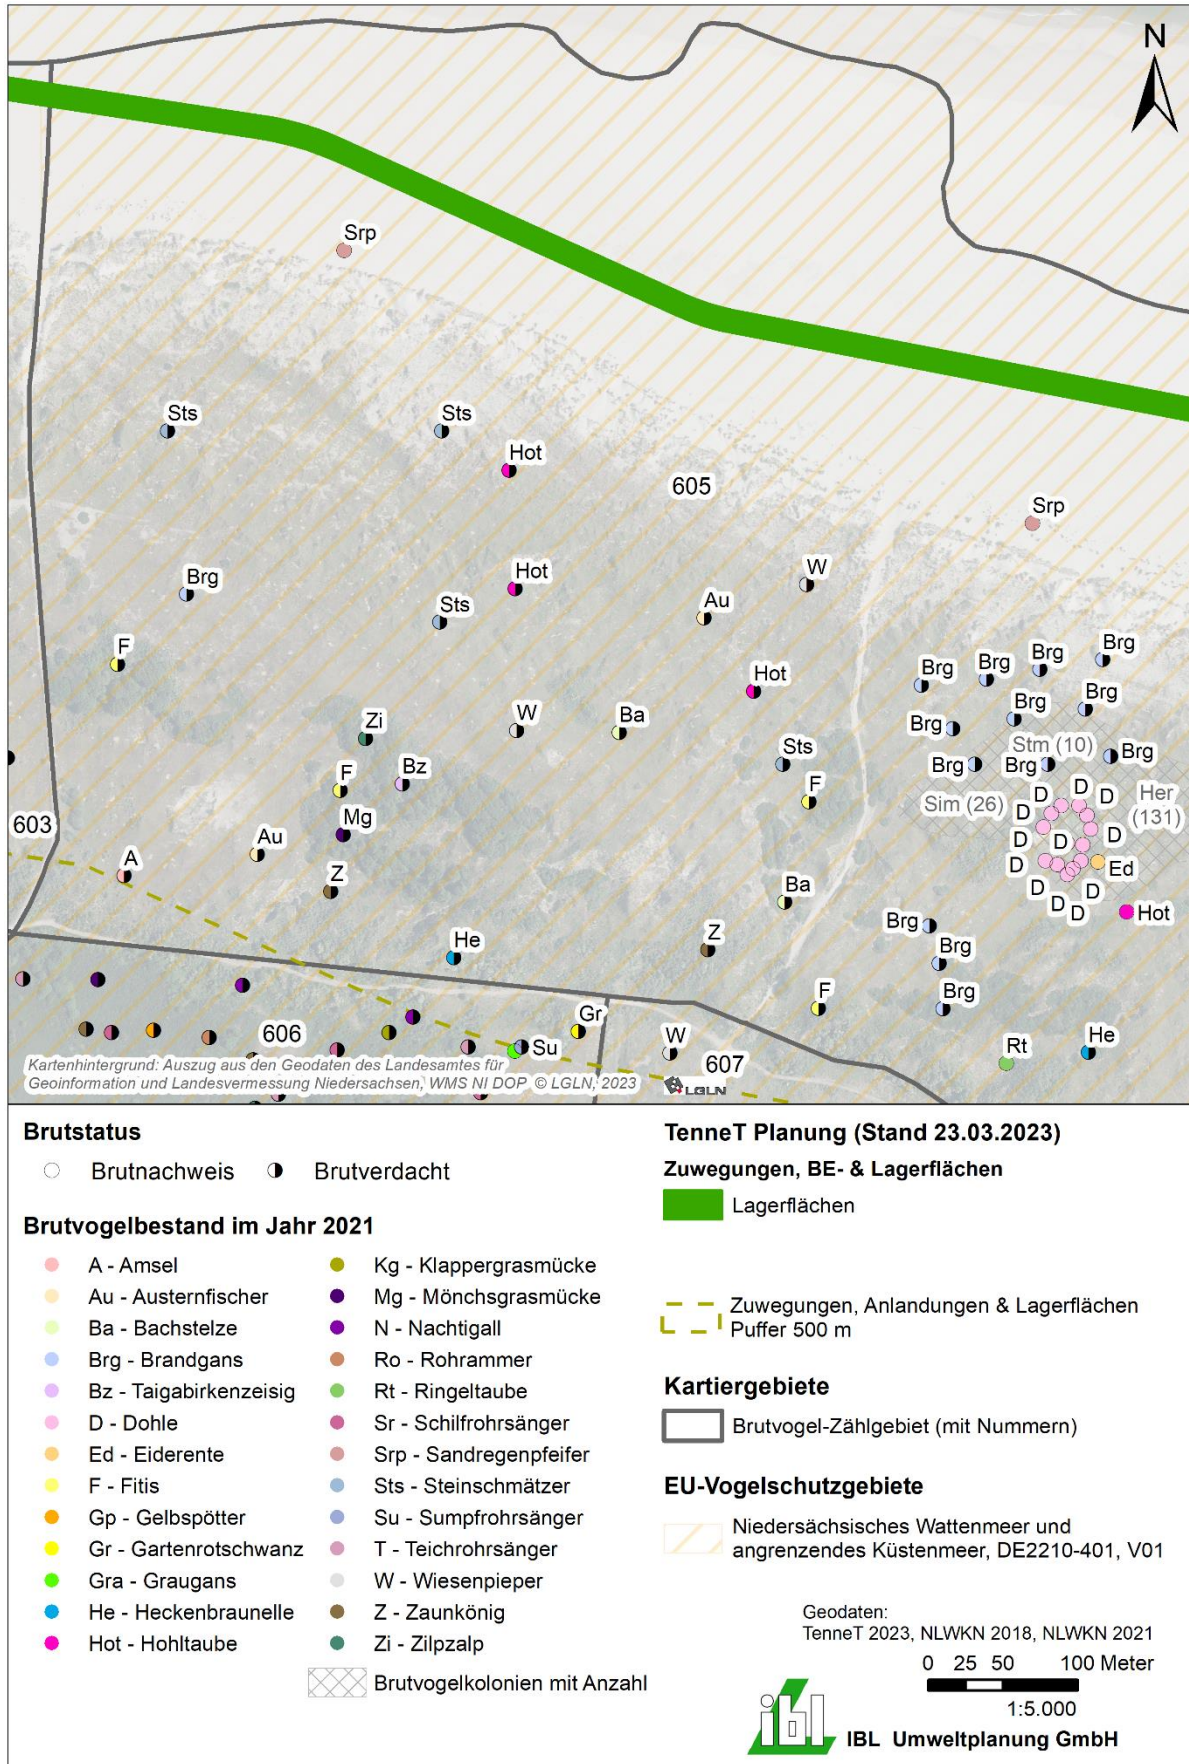 N
Srp
Sts
Sts
Hot
605
Srp
Brg
Hot
Sts
Au
W
F
Brg
Brg
Brg
Brg
Hot
Brg
Brg
Zi
W
Ba
Brg
Stm (10)
Brg
Sts
Brg
Brg
F
Bz
F
Sim (26)
Her
(131)
D
D
D
D
D
D
D
D
D
D
D
D
603
Mg
Au
A
Z
Ba
Ed
Hot
Brg
He
Z
Brg
F
Brg
Gr
606
Su
W
607
Rt
He
Kartenhintergrund: Auszug aus den Geodaten des Landesamtes für
Geoinformation und Landesvermessung Niedersachsen, WMS NI DOP © LGLN, 2023
LGLN
Brutstatus
Brutnachweis
Brutverdacht
Brutvogelbestand im Jahr 2021
A - Amsel
Au - Austernfischer
Ba - Bachstelze
Brg - Brandgans
Bz - Taigabirkenzeisig
D - Dohle
Ed - Eiderente
F - Fitis
Gp - Gelbspötter
Gr - Gartenrotschwanz
Gra - Graugans
He - Heckenbraunelle
Hot - Hohltaube
Kg - Klappergrasmücke
Mg - Mönchsgrasmücke
N - Nachtigall
Ro - Rohrammer
Rt - Ringeltaube
Sr - Schilfrohrsänger
Srp - Sandregenpfeifer
Sts - Steinschmätzer
Su - Sumpfrohrsänger
T - Teichrohrsänger
W - Wiesenpieper
Z - Zaunkönig
Zi - Zilpzalp
Brutvogelkolonien mit Anzahl
TenneT Planung (Stand 23.03.2023)
Zuwegungen, BE- & Lagerflächen
Lagerflächen
Zuwegungen, Anlandungen & Lagerflächen
Puffer 500 m
Kartiergebiete
Brutvogel-Zählgebiet (mit Nummern)
EU-Vogelschutzgebiete
Niedersächsisches Wattenmeer und
angrenzendes Küstenmeer, DE2210-401, V01
Geodaten:
TenneT 2023, NLWKN 2018, NLWKN 2021
0 25 50 100 Meter
1:5.000
ibl
IBL Umweltplanung GmbH